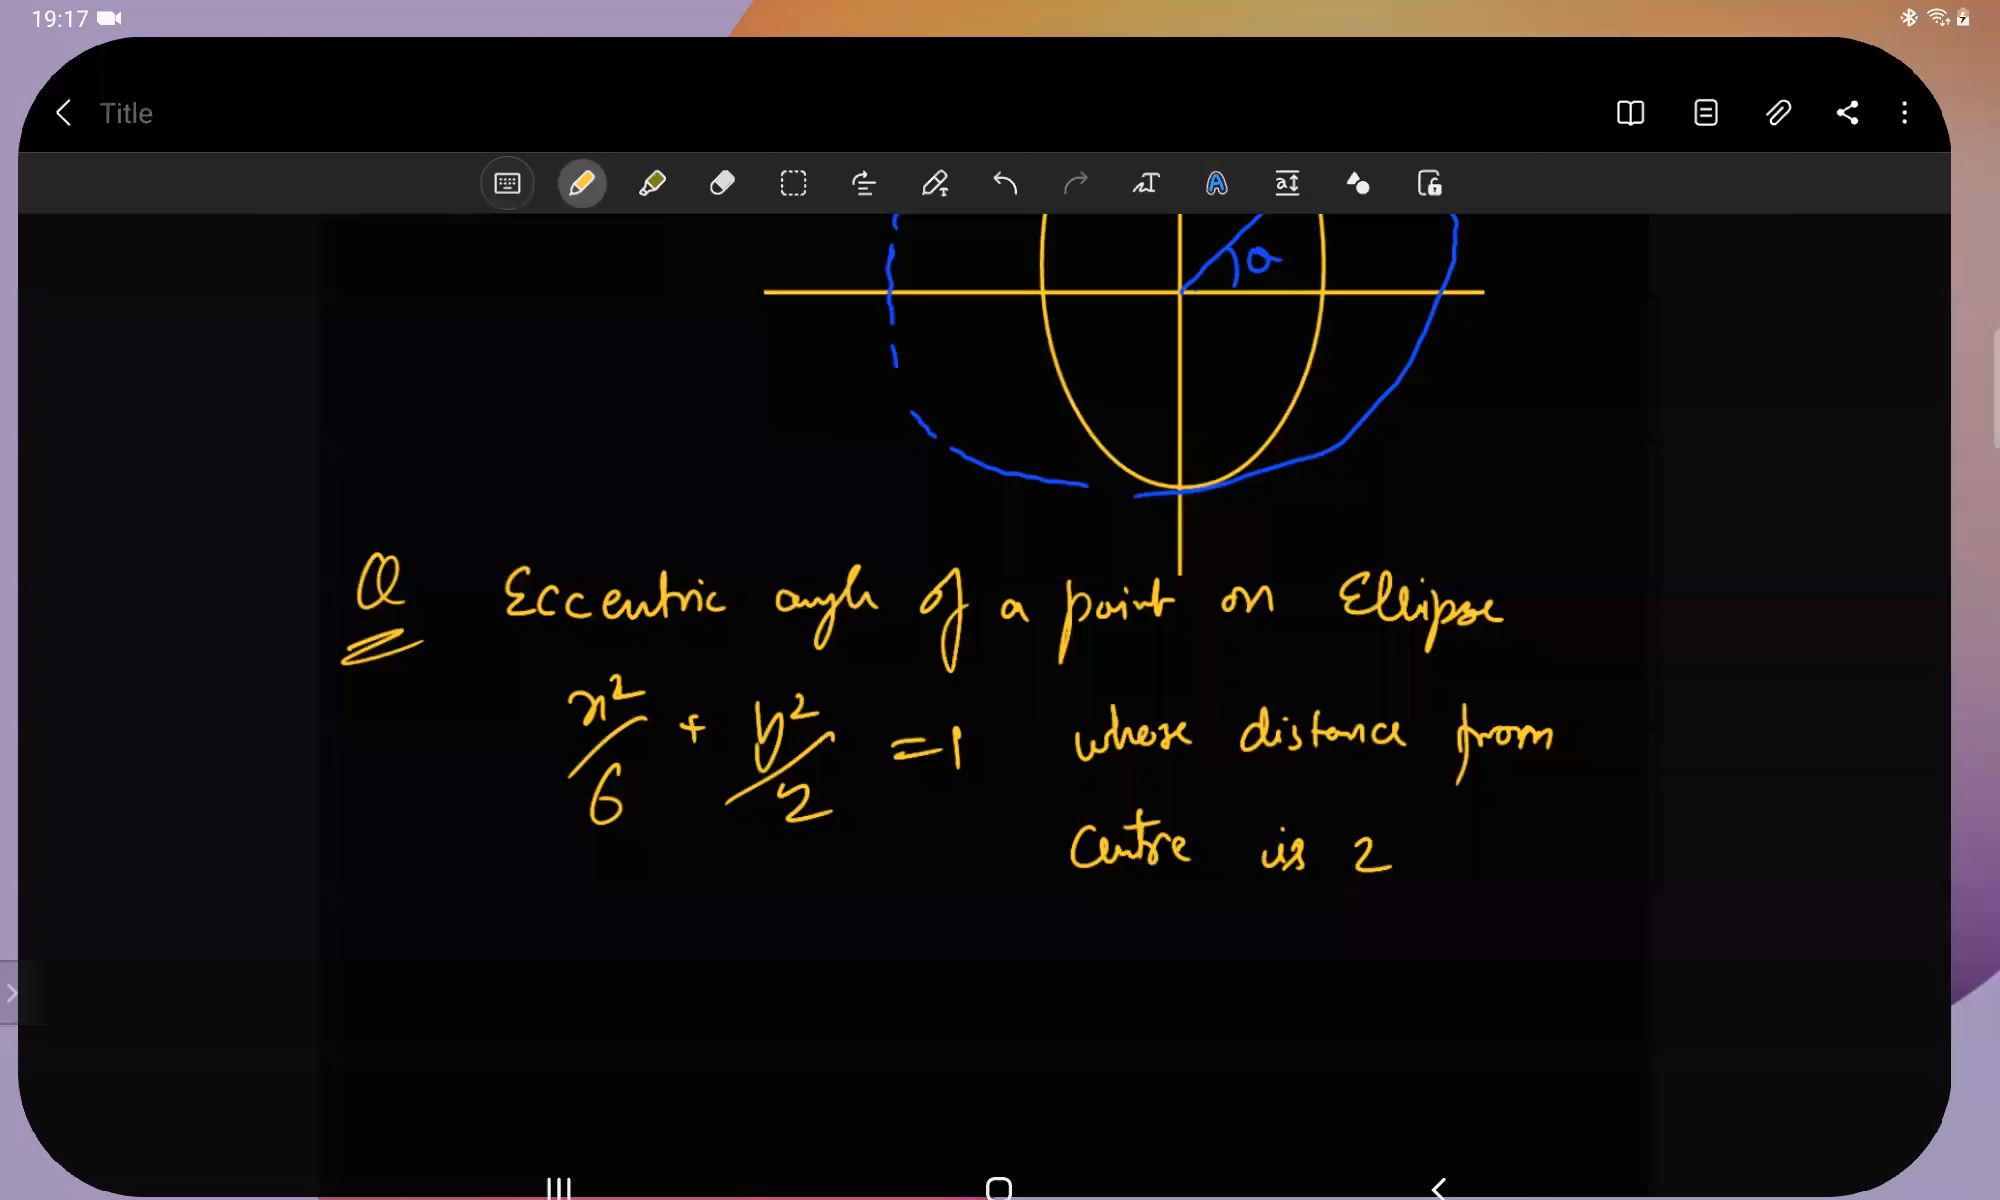 19:17
Title
α
Q Eccentric angle of a point on Ellipse
x²/6 + y²/2 = 1 whose distance from
Centre is 2